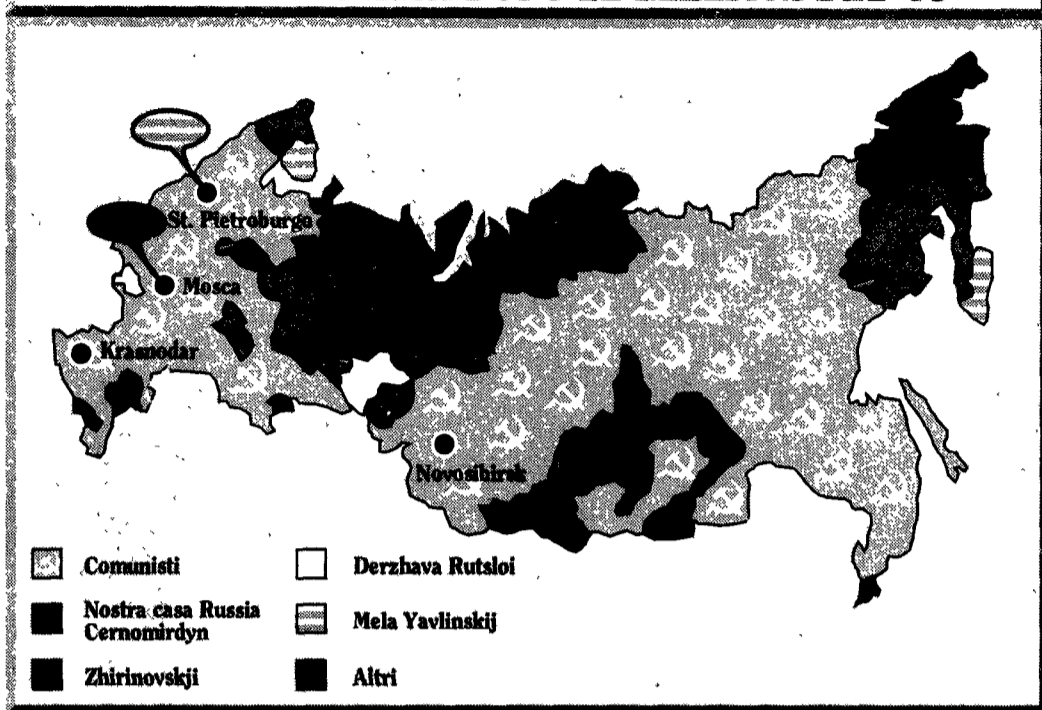 St. Pietroburgo
Mosca
Krasnodar
Novosibirsk
Comunisti
Nostra casa Russia
Cernomirdyn
Zhirinovskji
Derzhava Rutsloi
Mela Yavlinskij
Altri